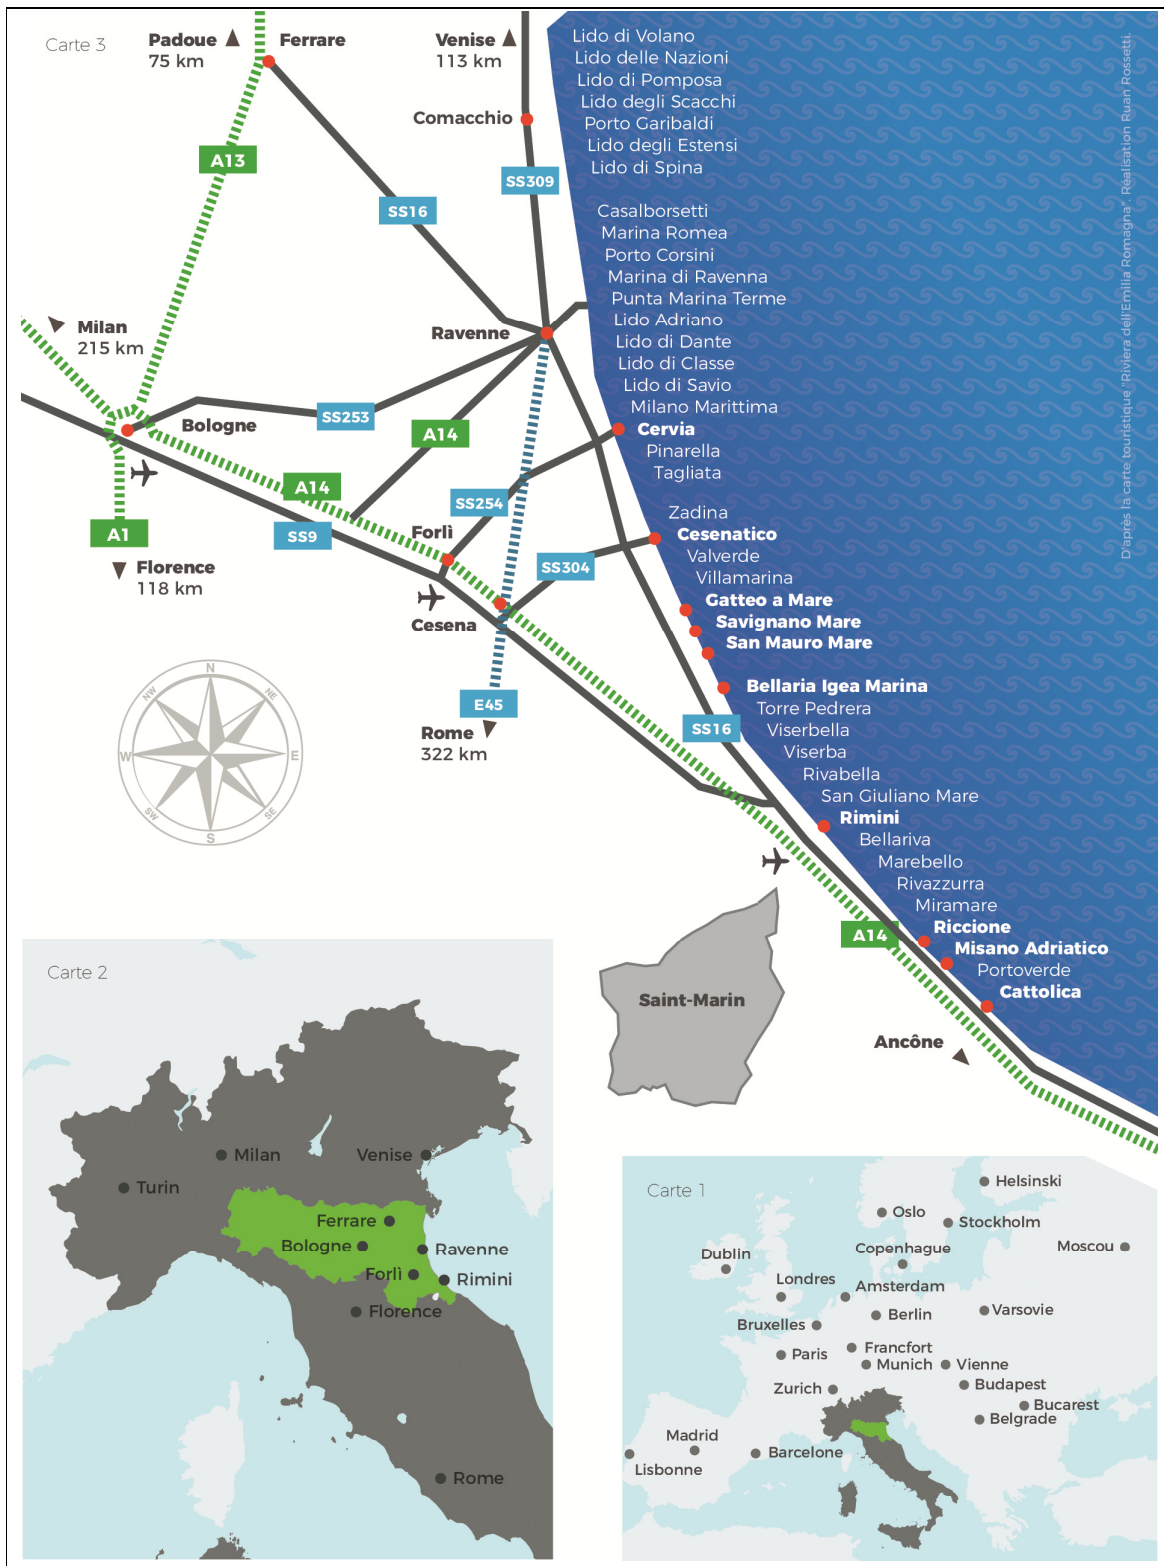 Carte 3
Padoue
75 km
Ferrare
Venise
113 km
Comacchio
A13
SS309
SS16
Lido di Volano
Lido delle Nazioni
Lido di Pomposa
Lido degli Scacchi
Porto Garibaldi
Lido degli Estensi
Lido di Spina
Casalborsetti
Marina Romea
Porto Corsini
Marina di Ravenna
Punta Marina Terme
Lido Adriano
Lido di Dante
Lido di Classe
Lido di Savio
Milano Marittima
Cervia
Pinarella
Tagliata
Zadina
Cesenatico
Valverde
Villamarina
Gatteo a Mare
Savignano Mare
San Mauro Mare
Bellaria Igea Marina
Torre Pedrera
Viserbella
Viserba
Rivabella
San Giuliano Mare
Rimini
Bellariva
Marebello
Rivazzurra
Miramare
Riccione
Misano Adriatico
Portoverde
Cattolica
D'après la carte touristique "Riviera dell'Emilia Romagna". Réalisation Ruan Rossetti.
Milan
215 km
Ravenne
Bologne
SS253
A14
A14
SS254
SS9
A1
Forlì
SS304
Florence
118 km
Cesena
E45
Rome
322 km
SS16
N
NE
E
SE
S
SW
W
NW
A14
Saint-Marin
Ancône
Carte 2
Milan
Venise
Turin
Ferrare
Bologne
Ravenne
Forlì
Rimini
Florence
Rome
Carte 1
Helsinski
Oslo
Stockholm
Moscou
Copenhague
Dublin
Londres
Amsterdam
Berlin
Varsovie
Bruxelles
Francfort
Paris
Munich
Vienne
Zurich
Budapest
Bucarest
Belgrade
Madrid
Barcelone
Lisbonne